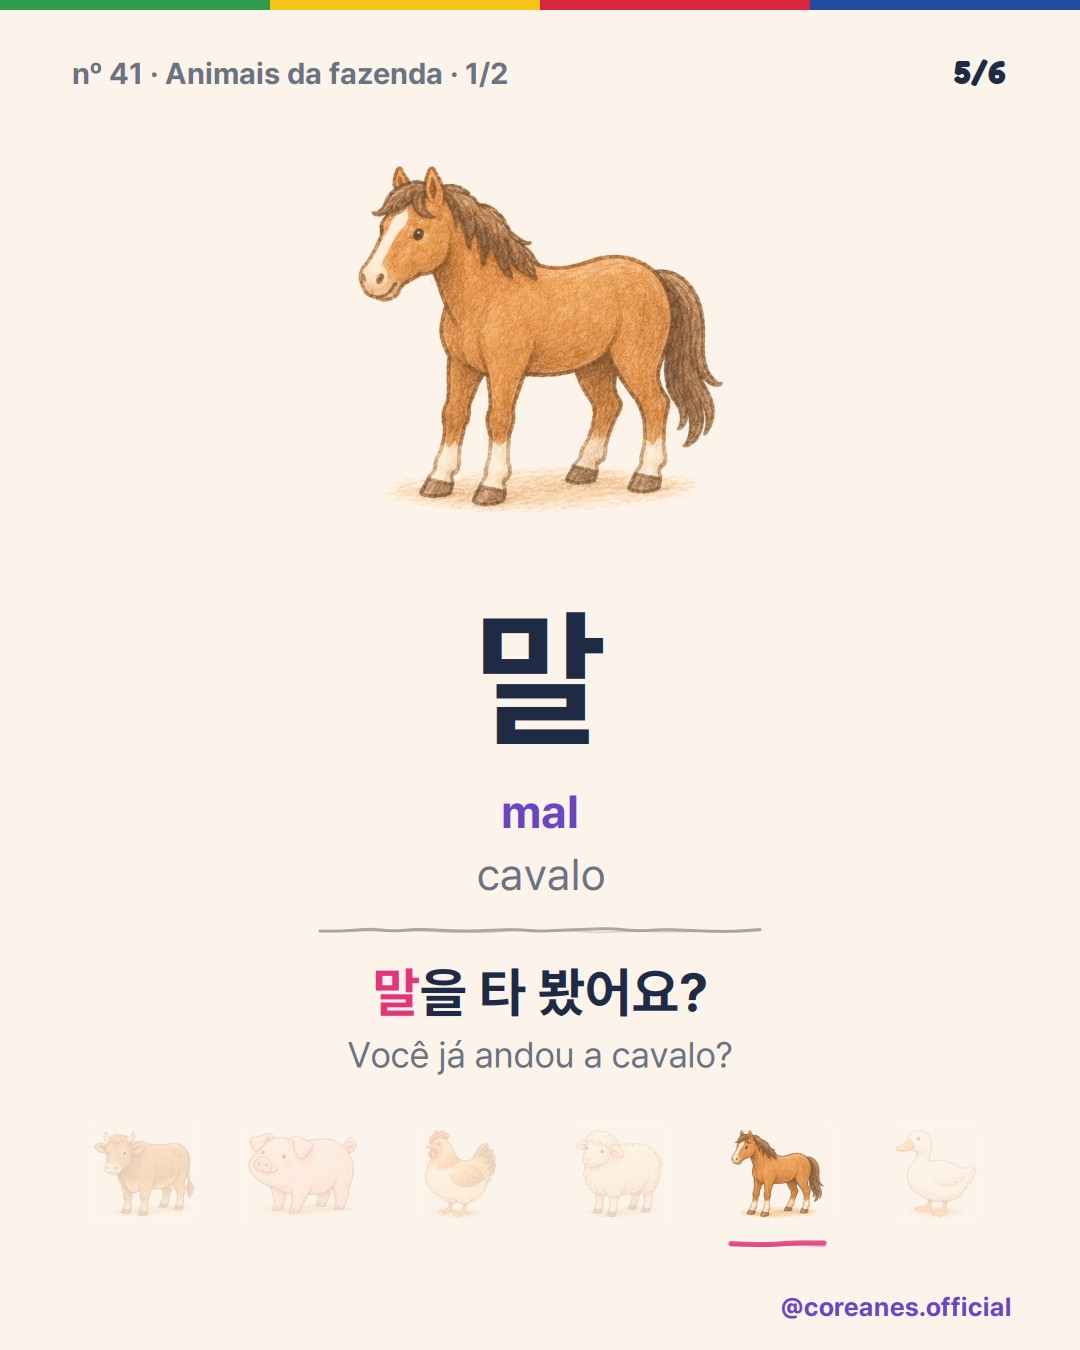 nº 41 · Animais da fazenda · 1/2
5/6
말
mal
cavalo
말을 타 봤어요?
Você já andou a cavalo?
@coreanes.official